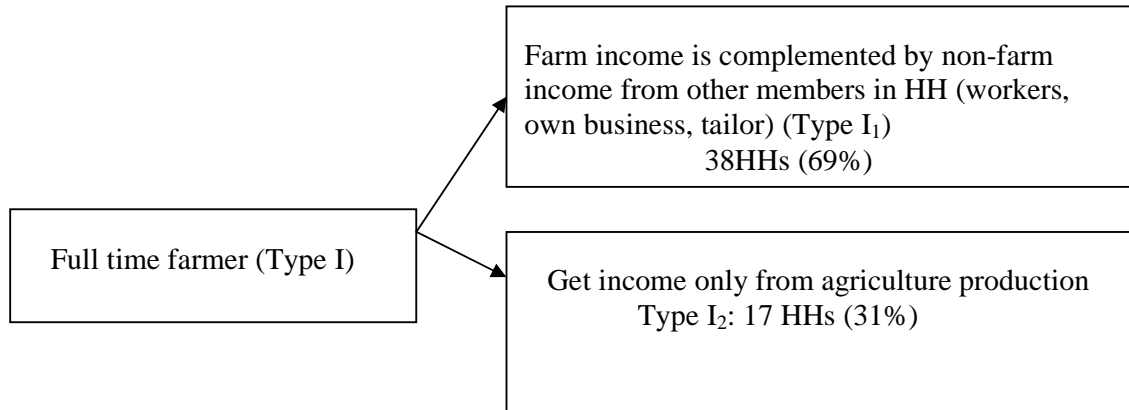 Farm income is complemented by non-farm
income from other members in HH (workers,
own business, tailor) (Type I₁)
38HHs (69%)
Full time farmer (Type I)
Get income only from agriculture production
Type I₂: 17 HHs (31%)